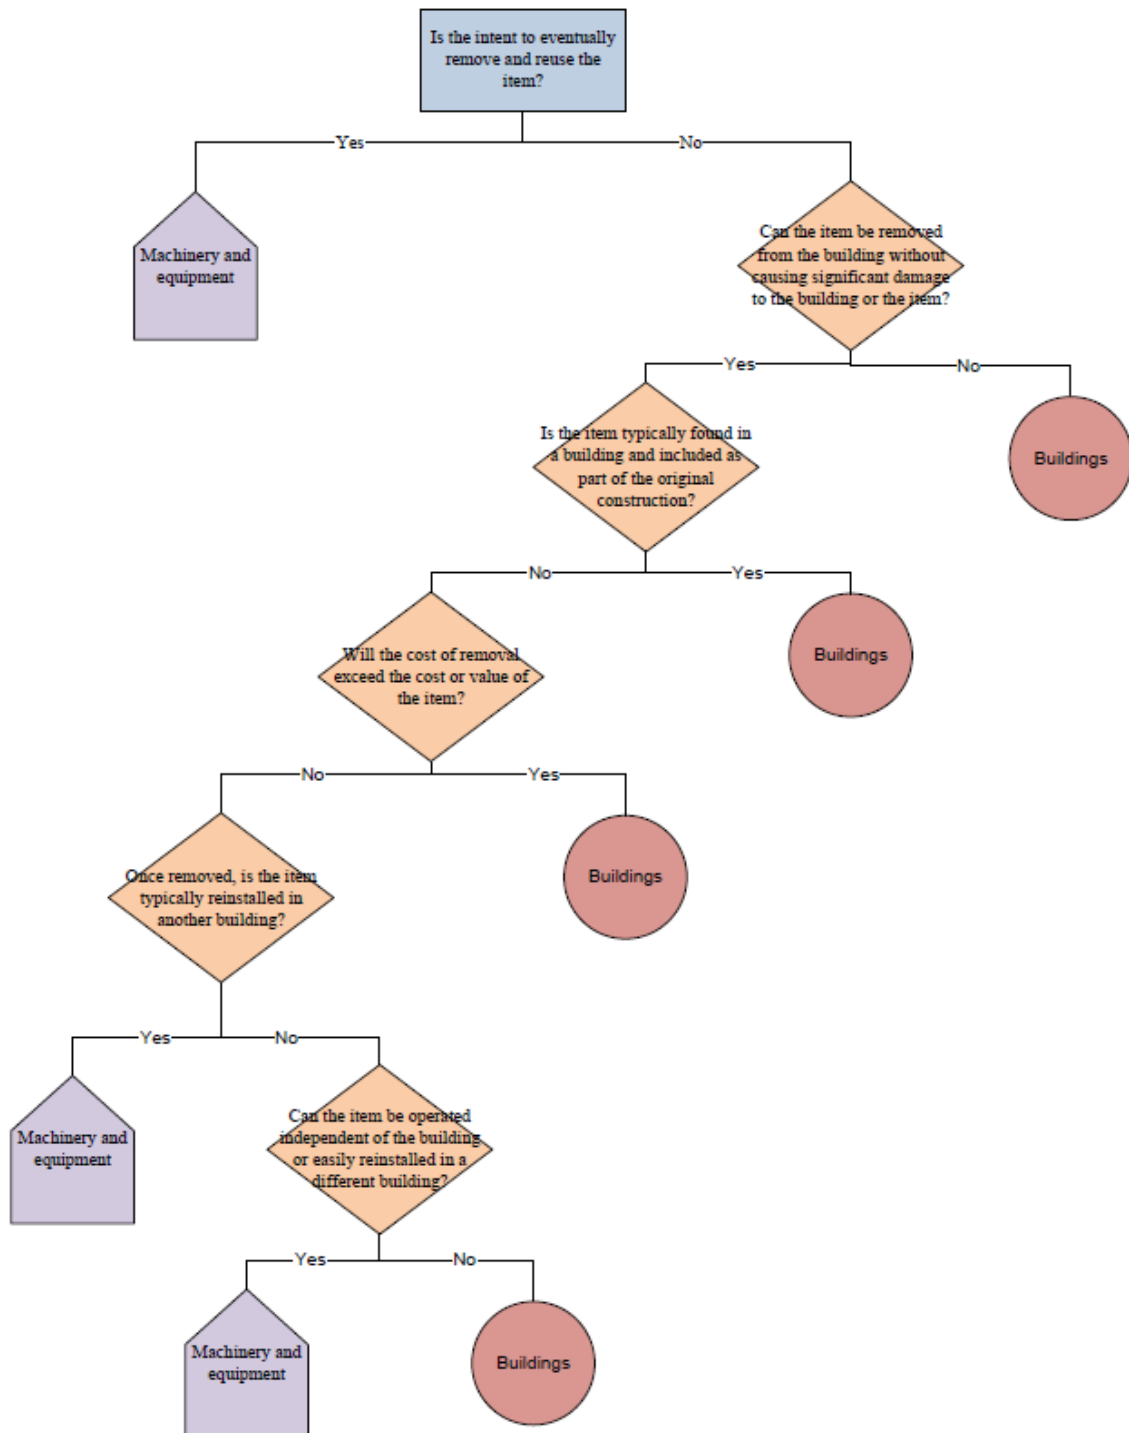 Is the intent to eventually
remove and reuse the
item?
Yes
No
Machinery and
equipment
Can the item be removed
from the building without
causing significant damage
to the building or the item?
Yes
No
Buildings
Is the item typically found in
a building and included as
part of the original
construction?
No
Yes
Buildings
Will the cost of removal
exceed the cost or value of
the item?
No
Yes
Buildings
Once removed, is the item
typically reinstalled in
another building?
Yes
No
Machinery and
equipment
Can the item be operated
independent of the building
or easily reinstalled in a
different building?
Yes
No
Machinery and
equipment
Buildings